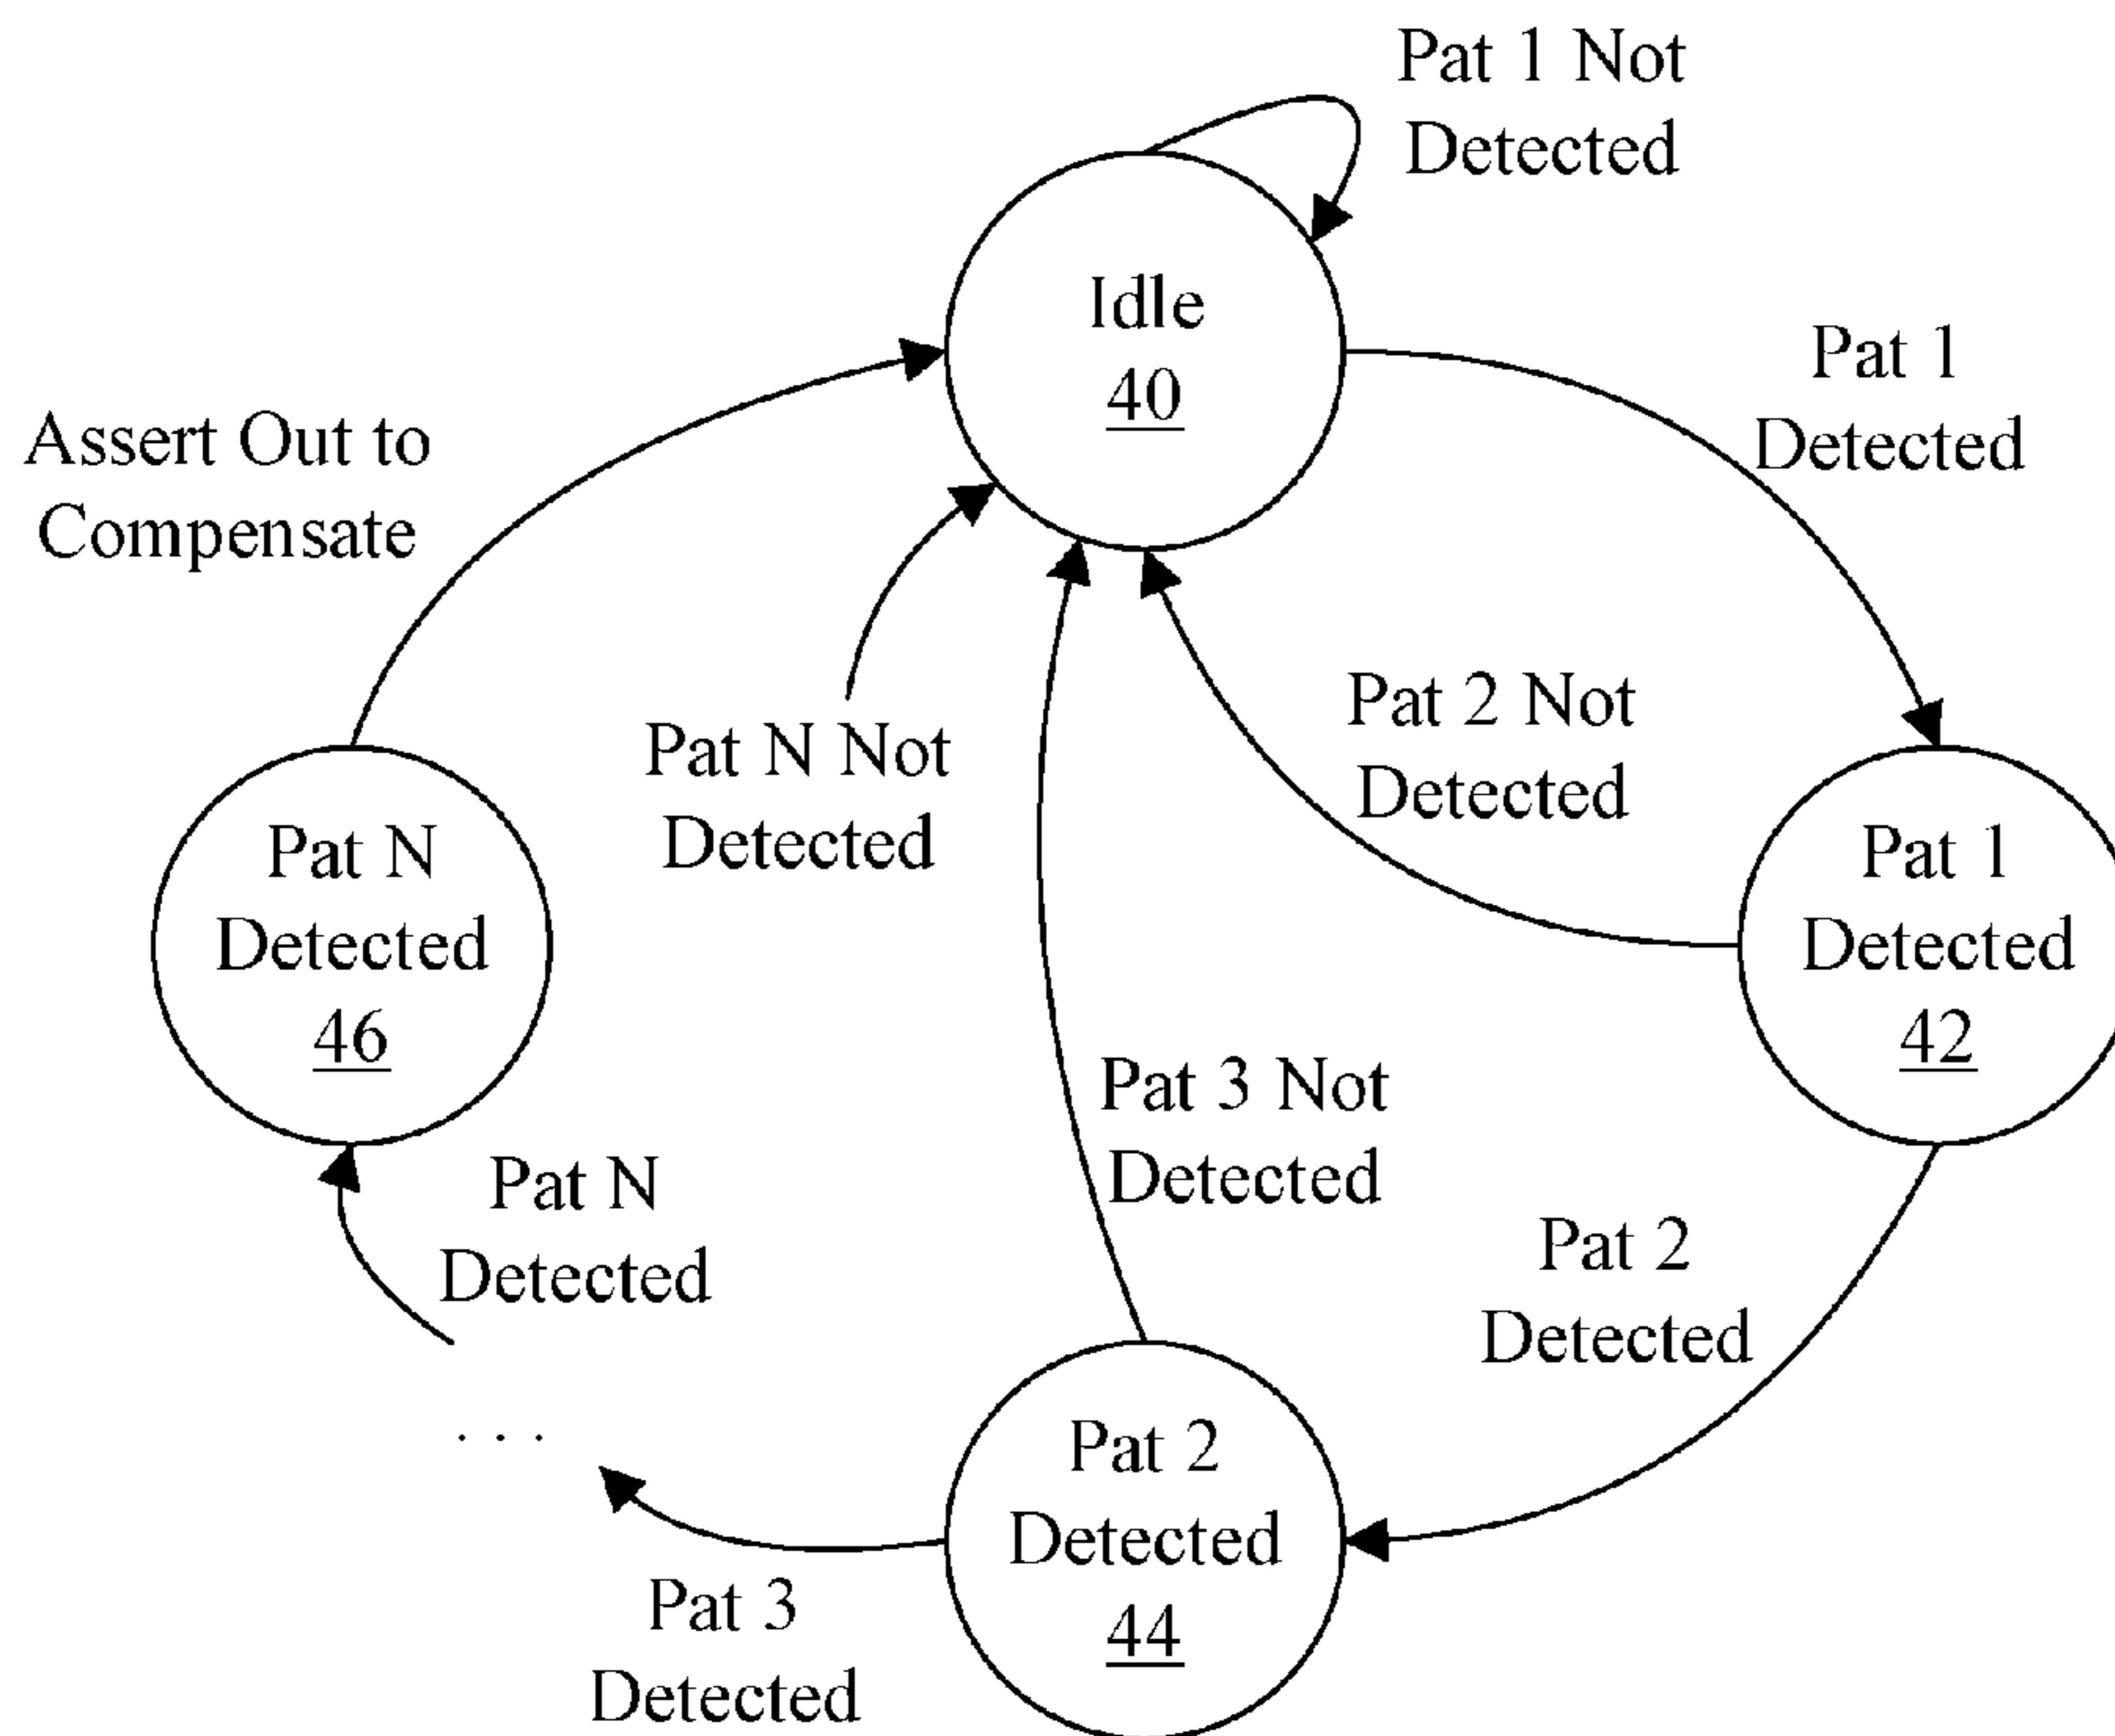 Pat 1 Not
Detected
Idle
40
Pat 1
Detected
Assert Out to
Compensate
Pat 2 Not
Detected
Pat N Not
Detected
Pat N
Detected
46
Pat 1
Detected
42
Pat 3 Not
Detected
Pat N
Detected
Pat 2
Detected
. . .
Pat 2
Detected
44
Pat 3
Detected